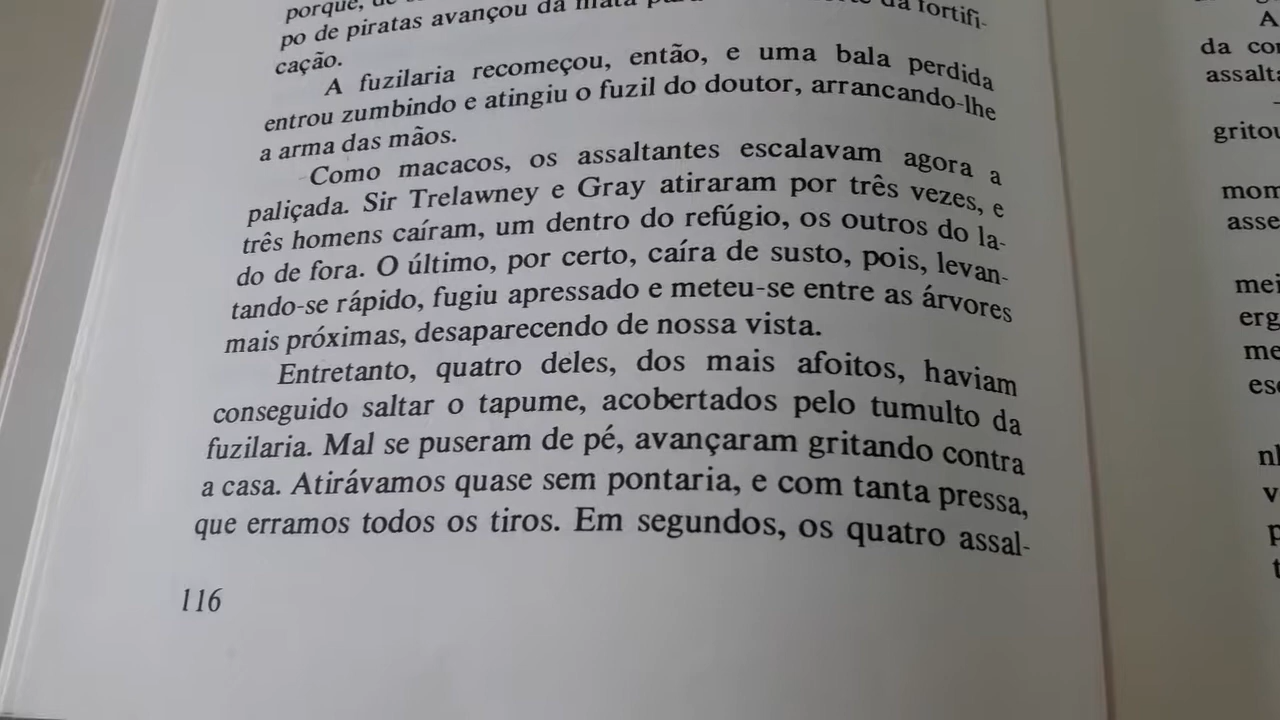 porque,
po de piratas avançou da mata fortifi-
cação.
A fuzilaria recomeçou, então, e uma bala perdida
entrou zumbindo e atingiu o fuzil do doutor, arrancando-lhe
a arma das mãos.
Como macacos, os assaltantes escalavam agora a
paliçada. Sir Trelawney e Gray atiraram por três vezes, e
três homens caíram, um dentro do refúgio, os outros do la-
do de fora. O último, por certo, caíra de susto, pois, levan-
tando-se rápido, fugiu apressado e meteu-se entre as árvores
mais próximas, desaparecendo de nossa vista.
Entretanto, quatro deles, dos mais afoitos, haviam
conseguido saltar o tapume, acobertados pelo tumulto da
fuzilaria. Mal se puseram de pé, avançaram gritando contra
a casa. Atirávamos quase sem pontaria, e com tanta pressa,
que erramos todos os tiros. Em segundos, os quatro assal-
116
A
da